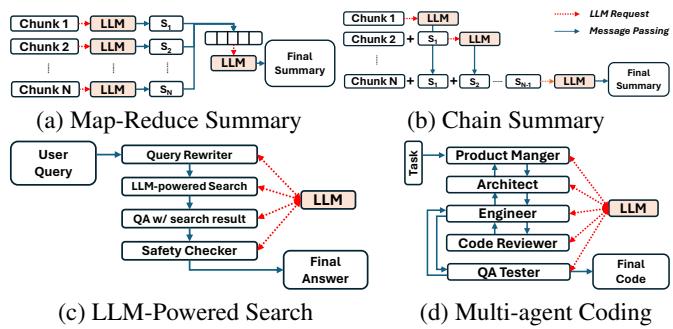 Chunk 1 LLM S1
Chunk 2 LLM S2
Chunk N LLM SN
LLM
Final
Summary
(a) Map-Reduce Summary
Chunk 1 LLM
Chunk 2 + S1 LLM
Chunk N + S1 + S2 SN-1 LLM
Final
Summary
LLM Request
Message Passing
(b) Chain Summary
User
Query
Query Rewriter
LLM-powered Search
QA w/ search result
Safety Checker
LLM
Final
Answer
(c) LLM-Powered Search
Task
Product Manger
Architect
Engineer
Code Reviewer
QA Tester
LLM
Final
Code
(d) Multi-agent Coding